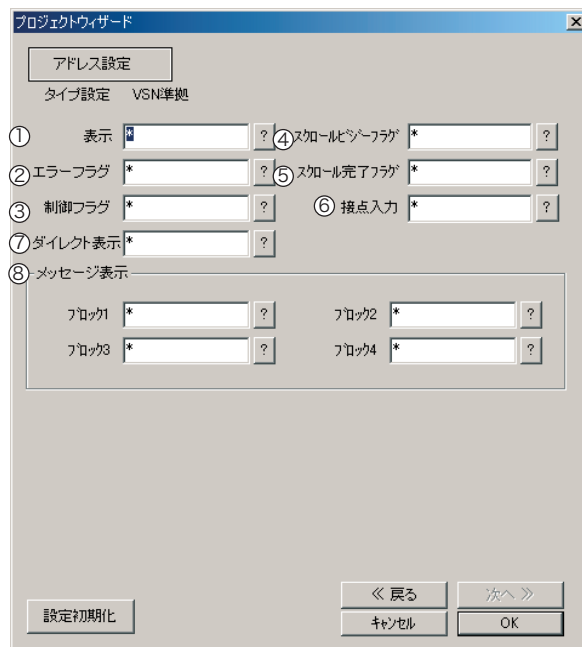 プロジェクトウィザード
アドレス設定
タイプ設定 VSN準拠
① 表示 * ? ④ スクロールビジーフラグ * ?
② エラーフラグ * ? ⑤ スクロール完了フラグ * ?
③ 制御フラグ * ? ⑥ 接点入力 * ?
⑦ ダイレクト表示 * ?
⑧ メッセージ表示
ブロック1 * ? ブロック2 * ?
ブロック3 * ? ブロック4 * ?
≪ 戻る 次へ ≫
設定初期化 キャンセル OK